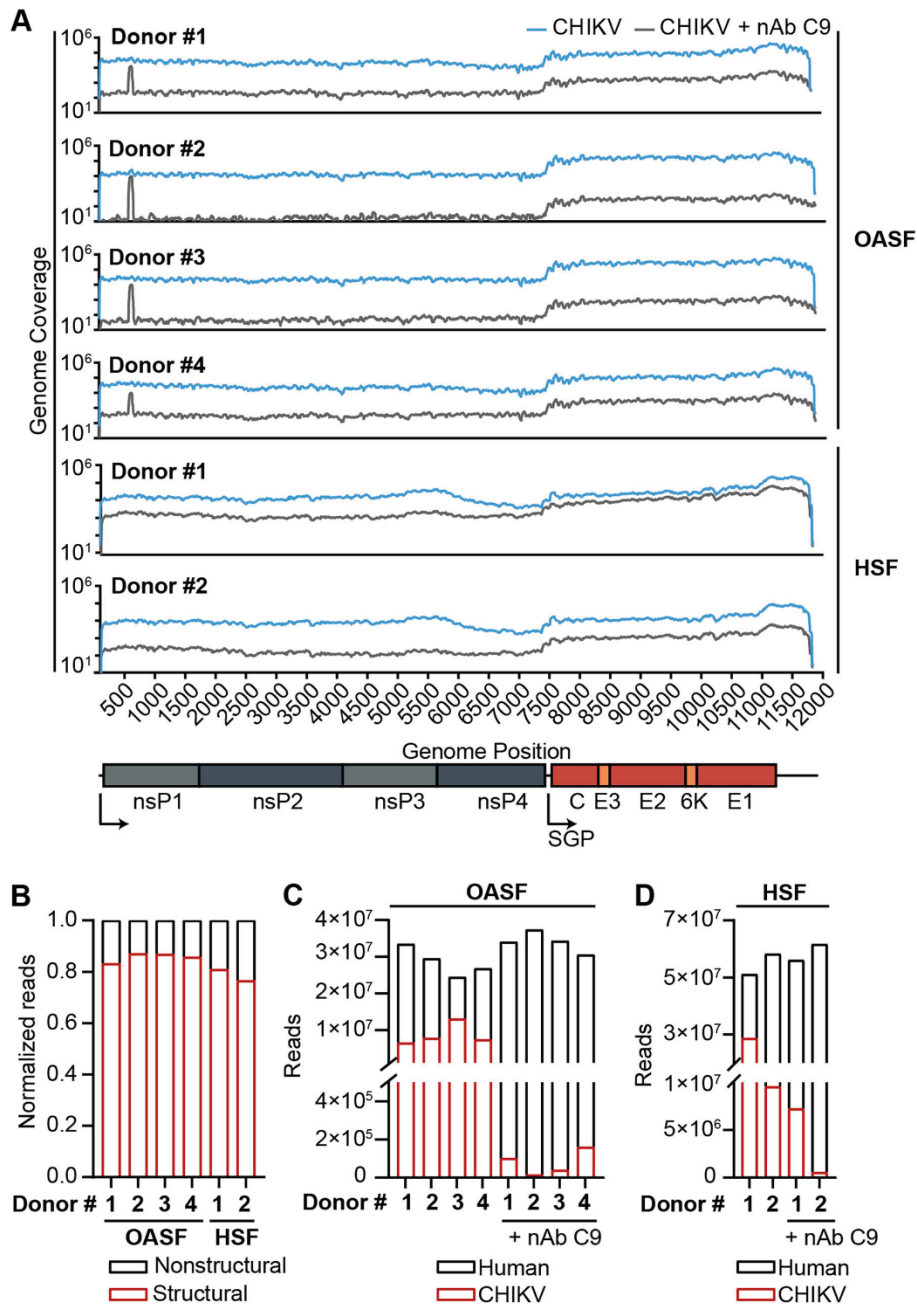 A
CHIKV CHIKV + nAb C9
Genome Coverage
10⁶ Donor #1
10¹
10⁶ Donor #2
10¹
10⁶ Donor #3
10¹
10⁶ Donor #4
10¹
OASF
10⁶ Donor #1
10¹
10⁶ Donor #2
10¹
HSF
500 1000 1500 2000 2500 3000 3500 4000 4500 5000 5500 6000 6500 7000 7500 8000 8500 9000 9500 10000 10500 11000 11500 12000
Genome Position
nsP1 nsP2 nsP3 nsP4 C E3 E2 6K E1
SGP
B
Normalized reads
1.0
0.8
0.6
0.4
0.2
0.0
Donor # 1 2 3 4 1 2
OASF HSF
Nonstructural
Structural
C
OASF
Reads
4×10⁷
3×10⁷
2×10⁷
1×10⁷
4×10⁵
2×10⁵
0
Donor # 1 2 3 4 1 2 3 4
+ nAb C9
Human
CHIKV
D
HSF
Reads
7×10⁷
5×10⁷
3×10⁷
1×10⁷
5×10⁶
0
Donor # 1 2 1 2
+ nAb C9
Human
CHIKV